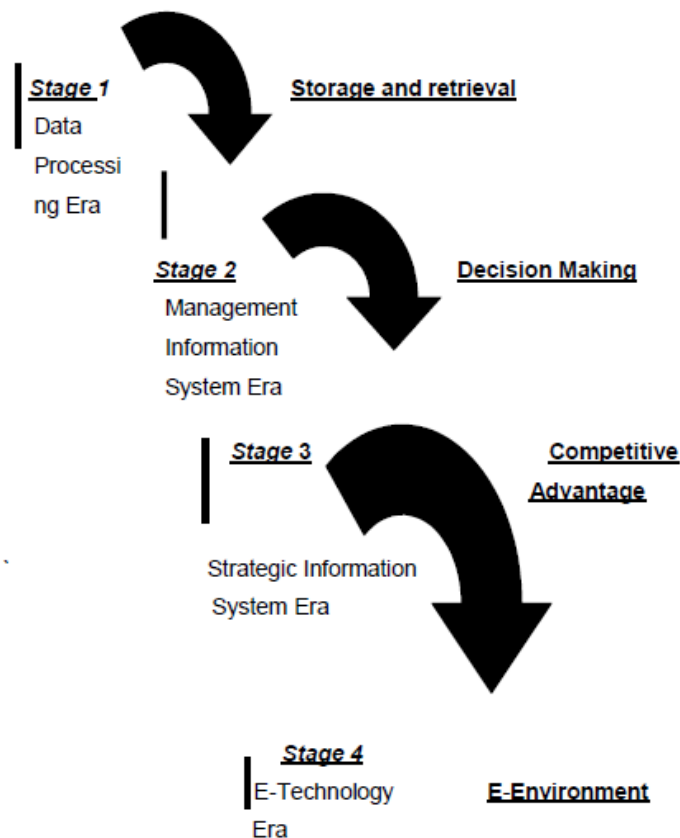 Stage 1 Storage and retrieval
Data
Processi
ng Era
Stage 2 Decision Making
Management
Information
System Era
Stage 3 Competitive
Advantage
Strategic Information
System Era
Stage 4
E-Technology E-Environment
Era